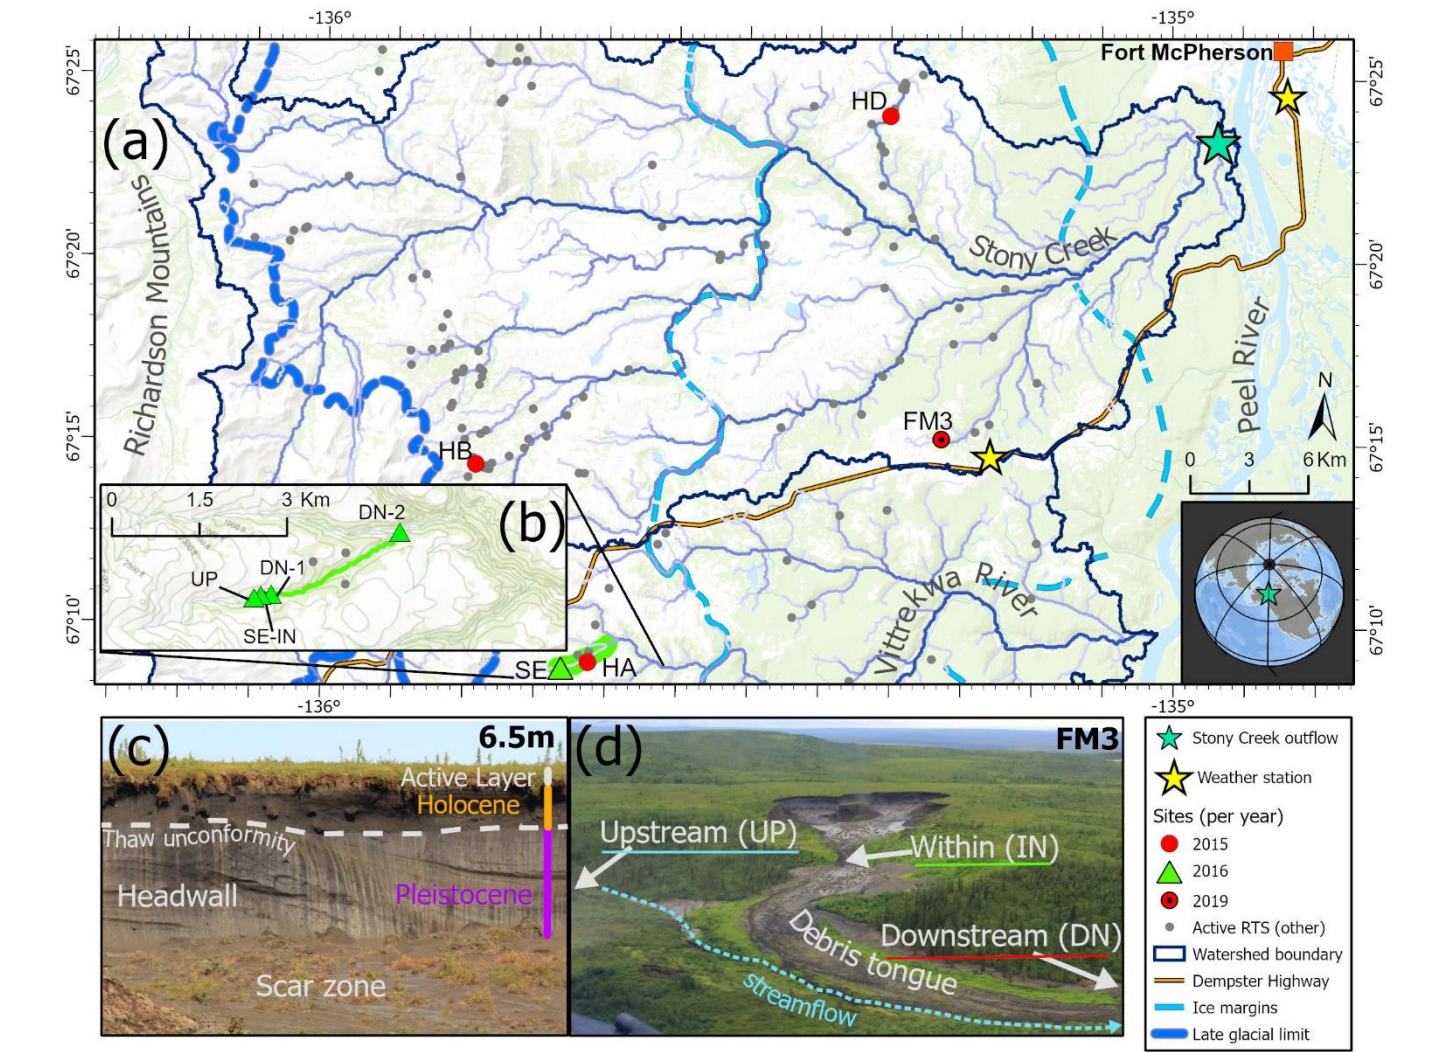 -136°
-135°
67°25'
67°20'
67°15'
67°10'
67°25'
67°20'
67°15'
67°10'
(a)
Fort McPherson
HD
Richardson Mountains
Stony Creek
Peel River
FM3
HB
N
0 3 6 Km
0 1.5 3 Km
(b)
DN-2
DN-1
UP
SE-IN
Vittrekwa River
SE
HA
-136°
-135°
(c)
6.5m
Active Layer
Holocene
Thaw unconformity
Headwall
Pleistocene
Scar zone
(d)
FM3
Upstream (UP)
Within (IN)
Debris tongue
Downstream (DN)
streamflow
Stony Creek outflow
Weather station
Sites (per year)
2015
2016
2019
Active RTS (other)
Watershed boundary
Dempster Highway
Ice margins
Late glacial limit